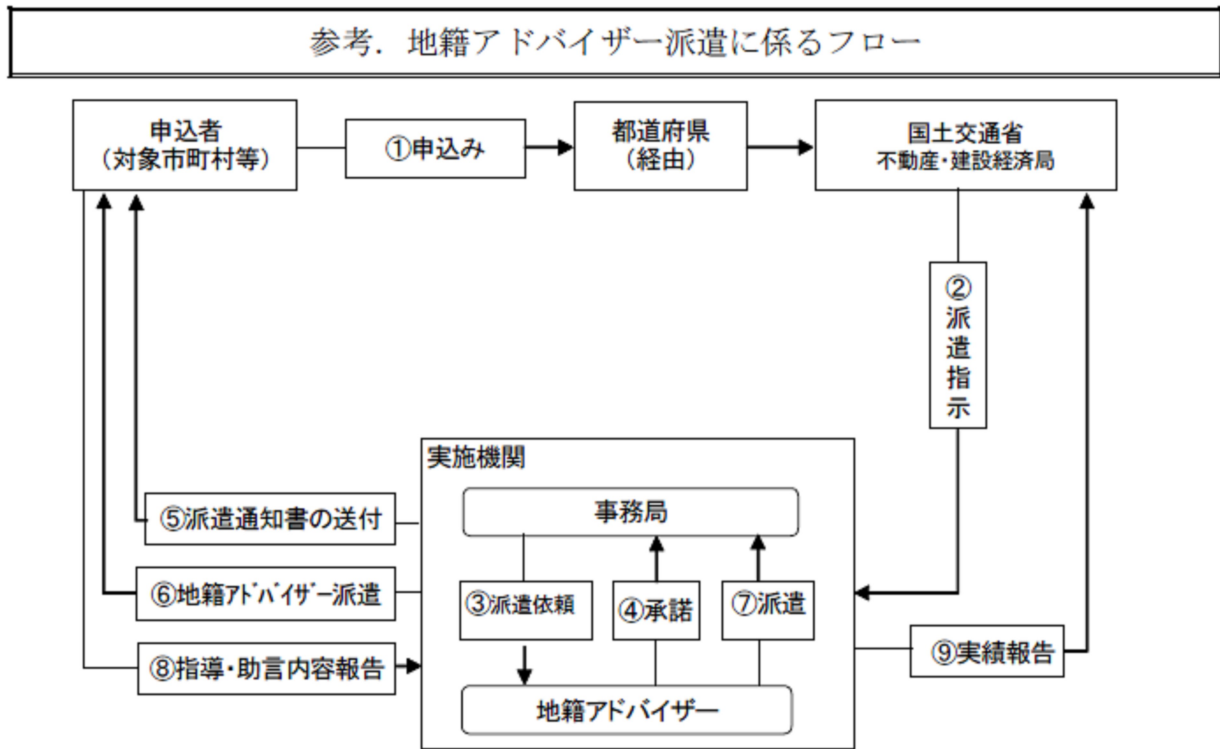 参考．地籍アドバイザー派遣に係るフロー
申込者
（対象市町村等）
①申込み
都道府県
（経由）
国土交通省
不動産・建設経済局
②派遣指示
実施機関
事務局
⑤派遣通知書の送付
⑥地籍ｱﾄﾞﾊﾞｲｻﾞｰ派遣
③派遣依頼
④承諾
⑦派遣
⑧指導・助言内容報告
⑨実績報告
地籍アドバイザー